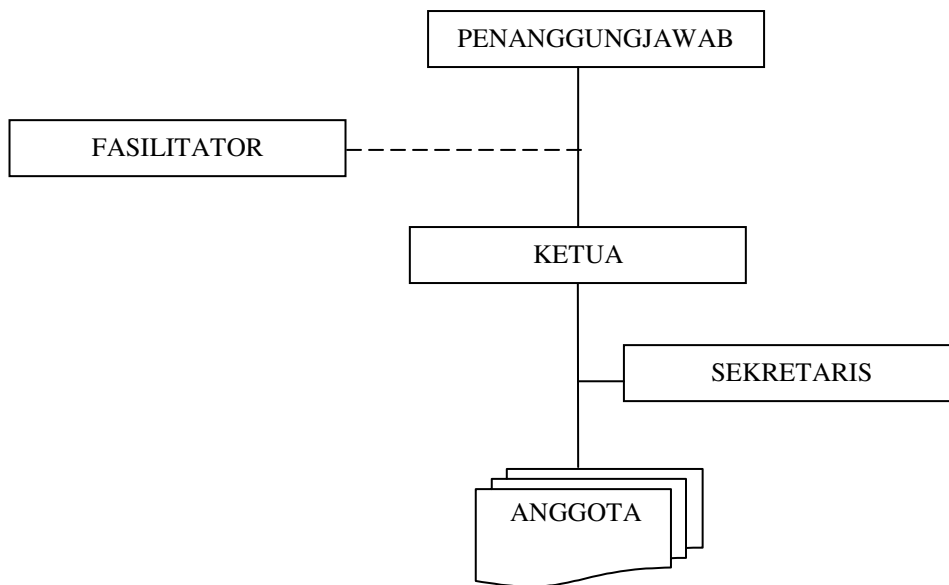 PENANGGUNGJAWAB
FASILITATOR
KETUA
SEKRETARIS
ANGGOTA